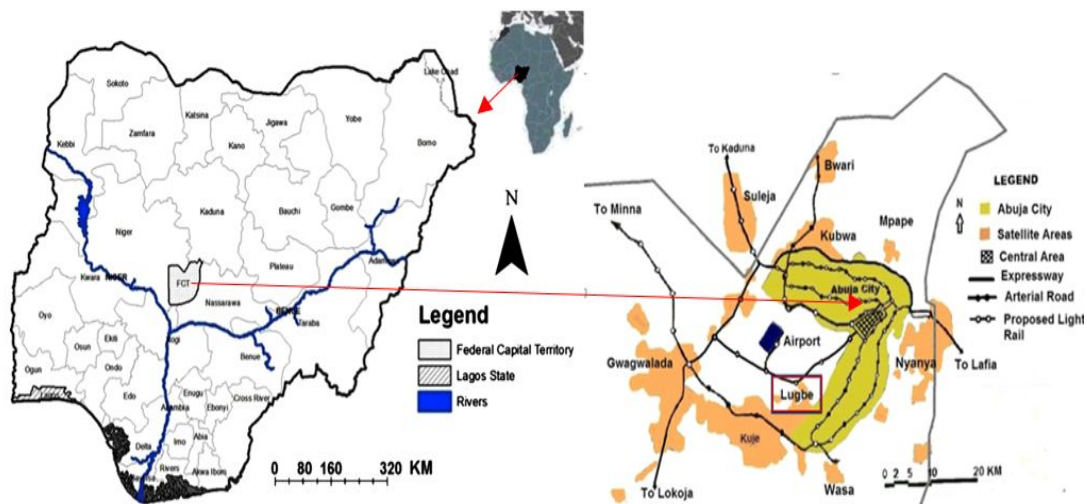 Sokoto
Katsina
Jigawa
Yobe
Lake Chad
Zamfara
Kebbi
Kano
Borno
Kaduna
Bauchi
Gombe
Niger
Plateau
Adamawa
FCT
Kwara
NIGER
Nassarawa
BENUE
Taraba
Oyo
Kogi
Benue
Osun
Ekiti
Ogun
Ondo
Edo
Enugu
Anambra
Ebonyi
Cross River
Delta
Imo
Abia
Rivers
Akwa Ibom
N
Legend
Federal Capital Territory
Lagos State
Rivers
0 80 160 320 KM
To Kaduna
Bwari
Suleja
To Minna
Mpape
Kubwa
Abuja City
Airport
Gwagwalada
Nyanya
To Lafia
Lugbe
Kuje
To Lokoja
Wasa
LEGEND
N
Abuja City
Satellite Areas
Central Area
Expressway
Arterial Road
Proposed Light
Rail
0 2 5 10 20 KM